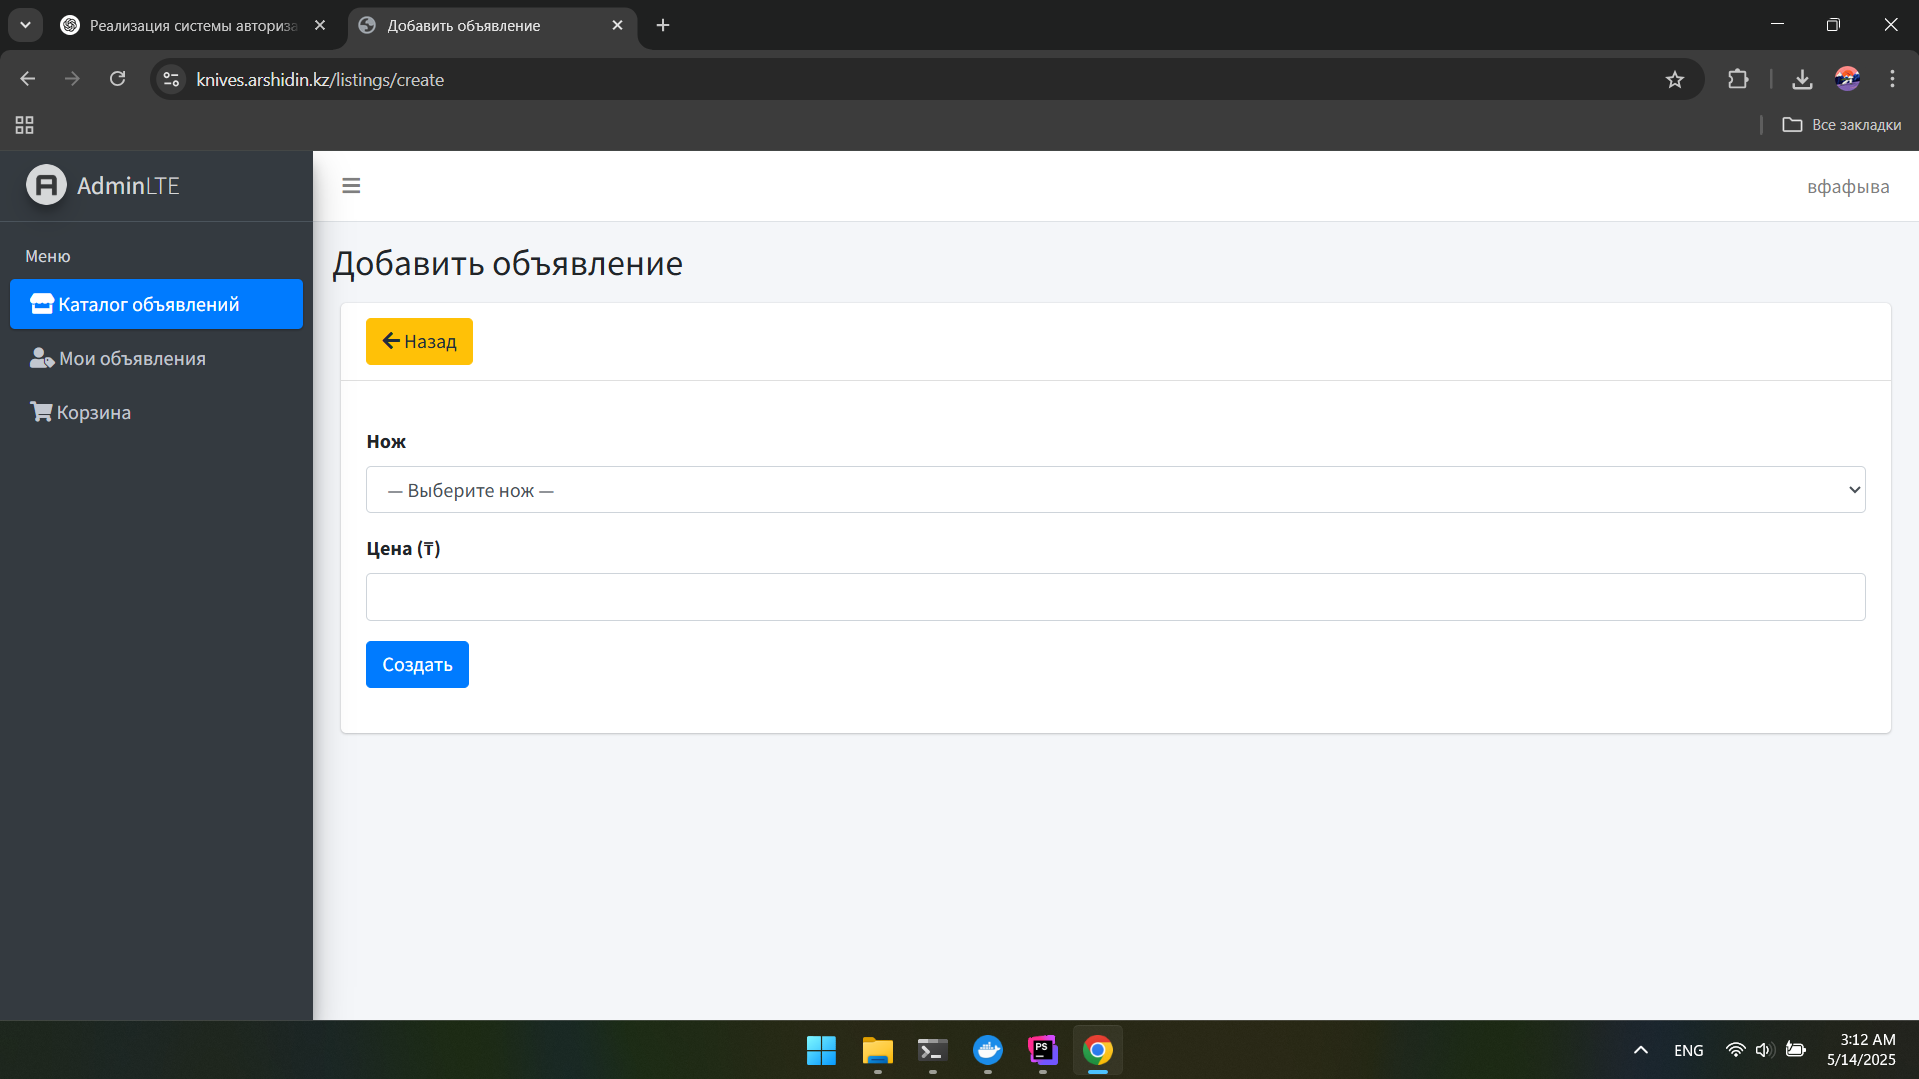 Реализация системы авториза
Добавить объявление
knives.arshidin.kz/listings/create
Все закладки
AdminLTE
вфафыва
Меню
Каталог объявлений
Мои объявления
Корзина
Добавить объявление
Назад
Нож
— Выберите нож —
Цена (₸)
Создать
PS
ENG
3:12 AM
5/14/2025